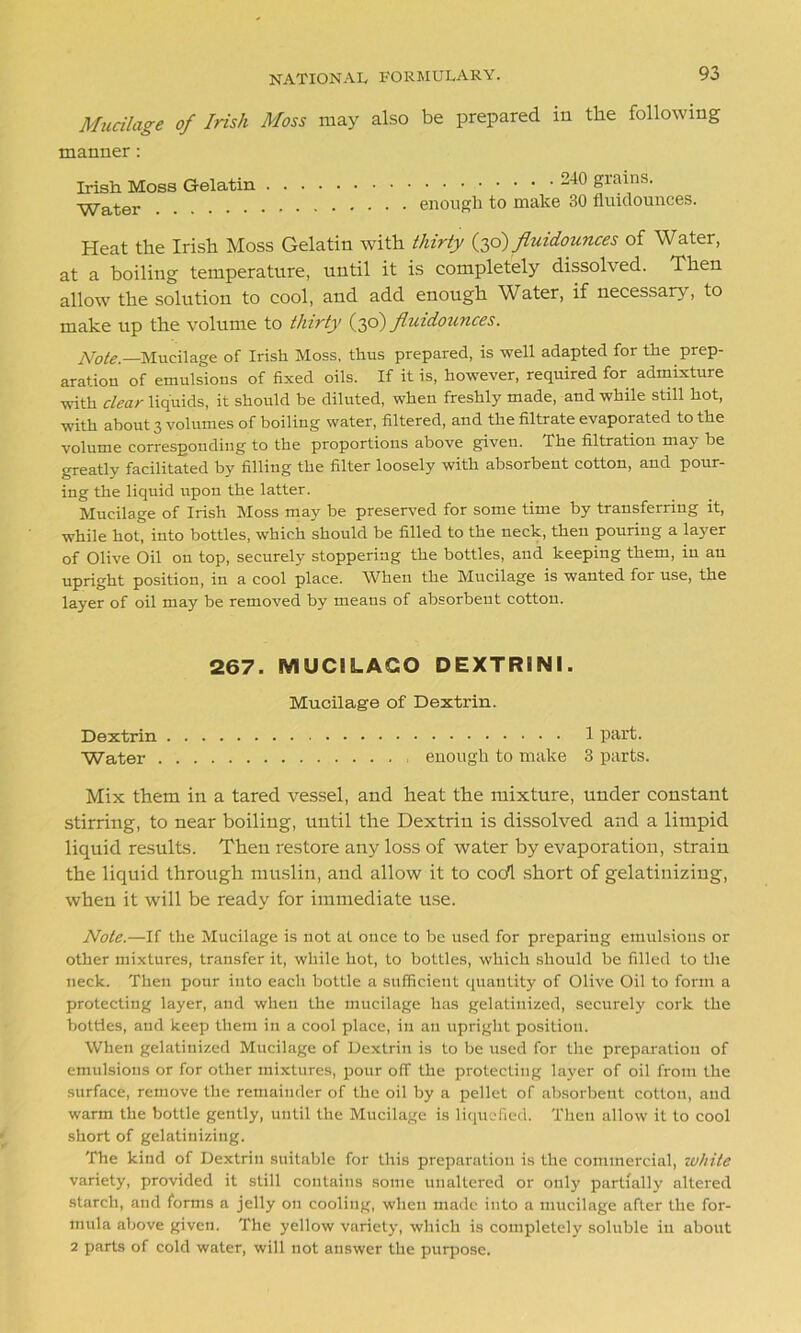 NATIONAL FORMULARY. 93
Mucilage of Irish Moss may also be prepared in the following
manner:
Irish Moss Gelatin . . . . . . . . . . . . . . . . . . . 240 grains.
Water . . . . . . . . . . . . . . . . enough to make 30 fluidounces.
Heat the Irish Moss Gelatin with thirty (30) fluidounces of Water,
at a boiling temperature, until it is completely dissolved. Then
allow the solution to cool, and add enough Water, if necessary, to
make up the volume to thirty (30) fluidounces.
Note.—Mucilage of Irish Moss, thus prepared, is well adapted for the prep-
aration of emulsions of fixed oils. If it is, however, required for admixture
with clear liquids, it should be diluted, when freshly made, and while still hot,
with about 3 volumes of boiling water, filtered, and the filtrate evaporated to the
volume corresponding to the proportions above given. The filtration may be
greatly facilitated by filling the filter loosely with absorbent cotton, and pour-
ing the liquid upon the latter.
Mucilage of Irish Moss may be preserved for some time by transferring it,
while hot, into bottles, which should be filled to the neck, then pouring a layer
of Olive Oil on top, securely stoppering the bottles, and keeping them, in an
upright position, in a cool place. When the Mucilage is wanted for use, the
layer of oil may be removed by means of absorbent cotton.
267. MUCILAGO DEXTRINI.
Mucilage of Dextrin.
Dextrin . . . . . . . . . . . . . . . . . . . . . . . . 1 part.
Water . . . . . . . . . . . . . . . enough to make 3 parts.
Mix them in a tared vessel, and heat the mixture, under constant
stirring, to near boiling, until the Dextrin is dissolved and a limpid
liquid results. Then restore any loss of water by evaporation, strain
the liquid through muslin, and allow it to cool short of gelatinizing,
when it will be ready for immediate use.
Note.—If the Mucilage is not at once to be used for preparing emulsions or
other mixtures, transfer it, while hot, to bottles, which should be filled to the
neck. Then pour into each bottle a sufficient quantity of Olive Oil to form a
protecting layer, and when the mucilage has gelatinized, securely cork the
bottles, and keep them in a cool place, in an upright position.
When gelatinized Mucilage of Dextrin is to be used for the preparation of
emulsions or for other mixtures, pour off the protecting layer of oil from the
surface, remove the remainder of the oil by a pellet of absorbent cotton, and
warm the bottle gently, until the Mucilage is liquefied. Then allow it to cool
short of gelatinizing.
The kind of Dextrin suitable for this preparation is the commercial, white
variety, provided it still contains some unaltered or only partially altered
starch, and forms a jelly on cooling, when made into a mucilage after the for-
mula above given. The yellow variety, which is completely soluble in about
2 parts of cold water, will not answer the purpose.